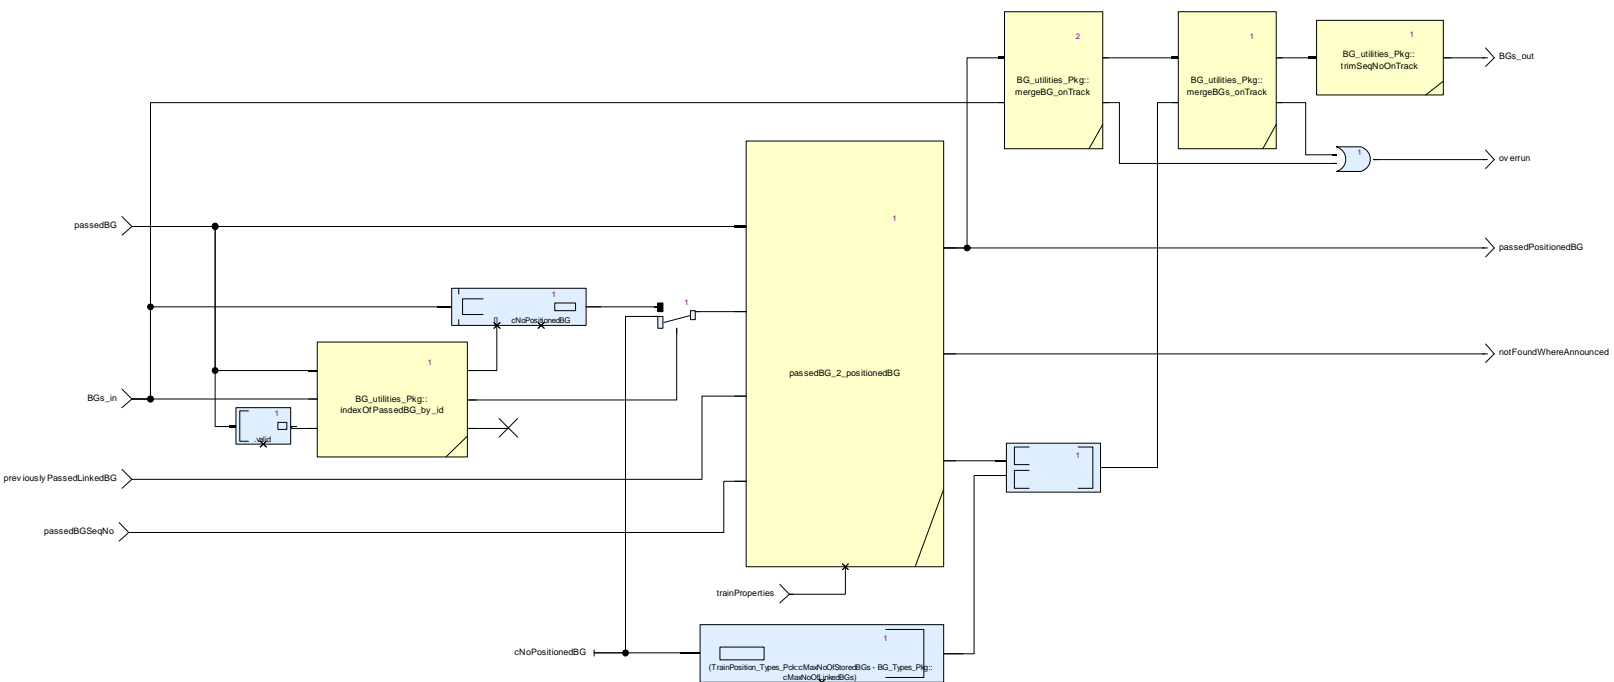 2
1
1
BG_utilities_Pkg::
mergeBG_onTrack
BG_utilities_Pkg::
mergeBGs_onTrack
BG_utilities_Pkg::
trimSeqNoOnTrack
BGs_out
1
overrun
passedBG
1
passedPositionedBG
1
[]
cNoPositionedBG
1
notFoundWhereAnnounced
1
BG_utilities_Pkg::
indexOfPassedBG_by_id
passedBG_2_positionedBG
BGs_in
1
.valid
previouslyPassedLinkedBG
1
passedBGSeqNo
trainProperties
cNoPositionedBG
1
(TrainPosition_Types_Pck::cMaxNoOfStoredBGs - BG_Types_Pkg::
cMaxNoOfLinkedBGs)